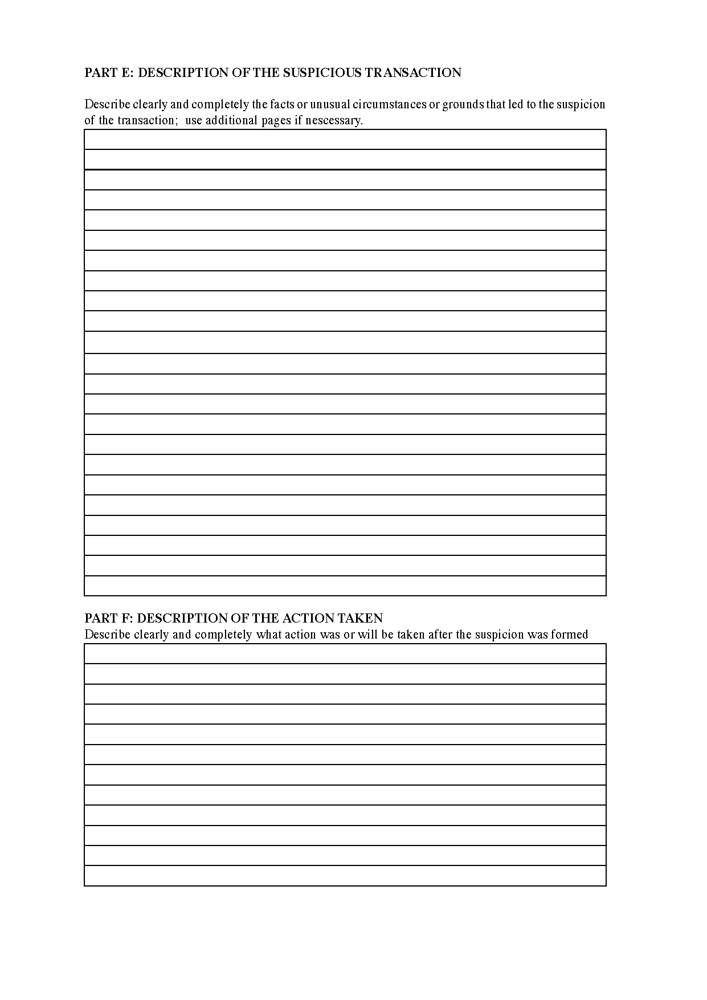 PART E: DESCRIPTION OF THE SUSPICIOUS TRANSACTION
Describe clearly and completely the facts or unusual circumstances or grounds that led to the suspicion
of the transaction; use additional pages if nescessary.
PART F: DESCRIPTION OF THE ACTION TAKEN
Describe clearly and completely what action was or will be taken after the suspicion was formed